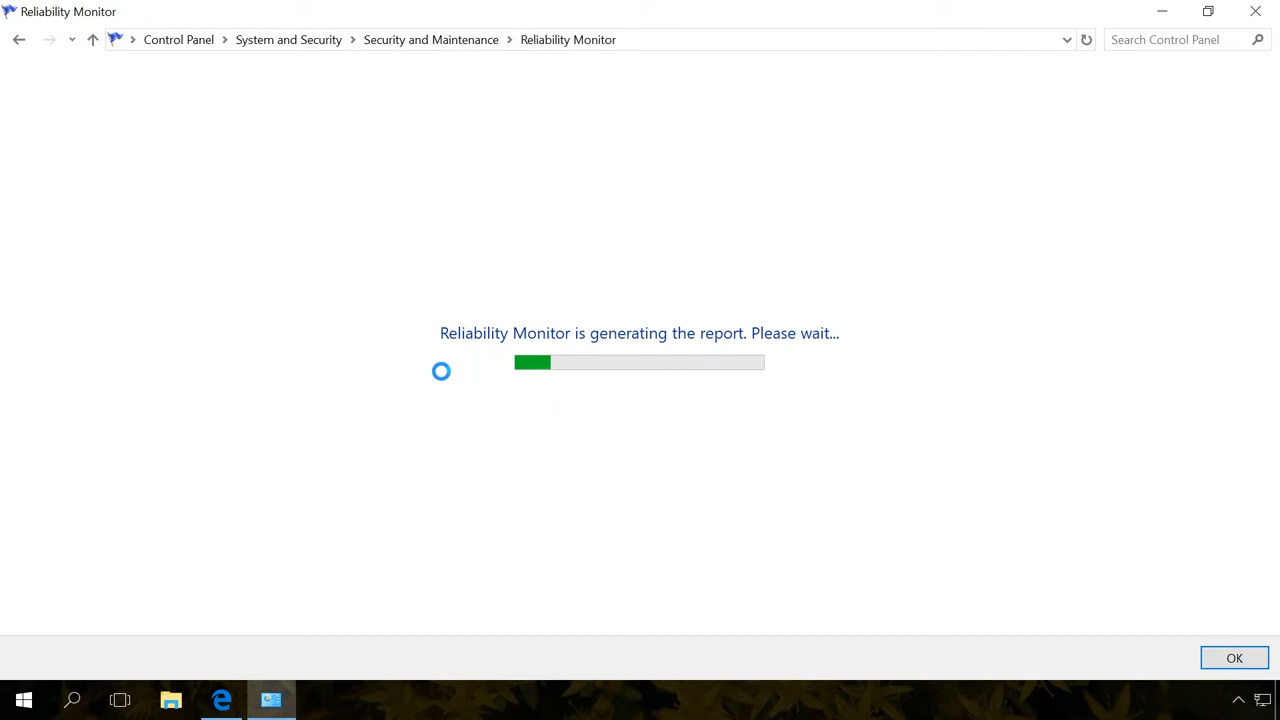 Reliability Monitor
Control Panel > System and Security > Security and Maintenance > Reliability Monitor
Search Control Panel
Reliability Monitor is generating the report. Please wait...
OK